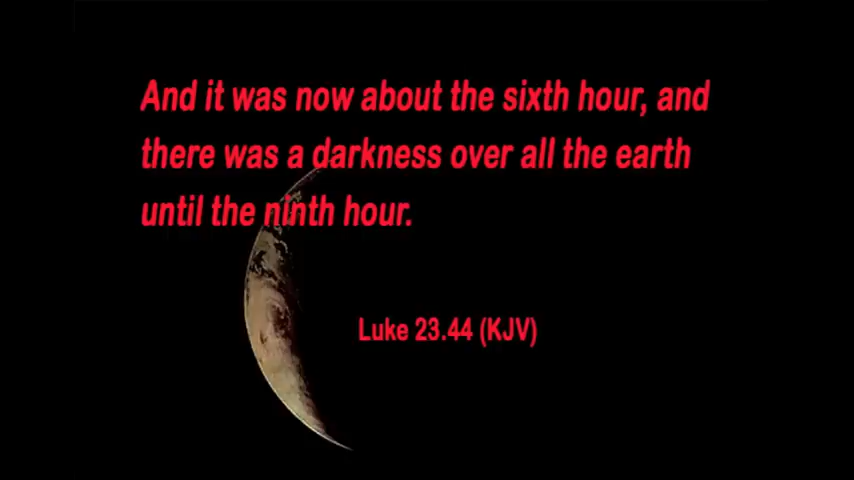 And it was now about the sixth hour, and
there was a darkness over all the earth
until the ninth hour.
Luke 23.44 (KJV)